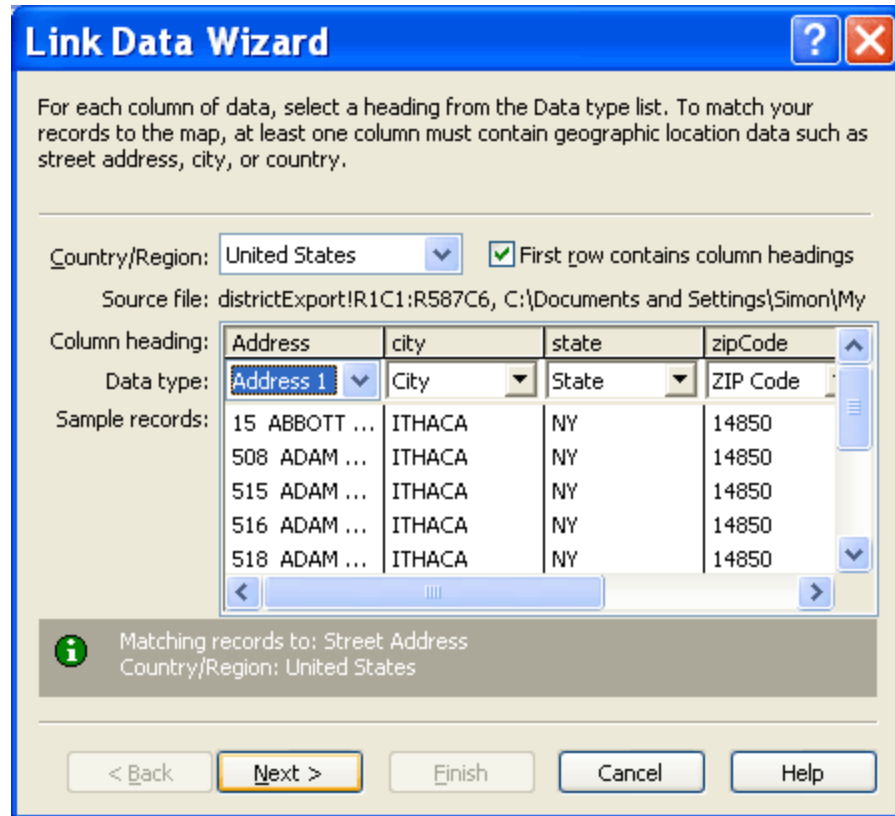 Link Data Wizard
For each column of data, select a heading from the Data type list. To match your
records to the map, at least one column must contain geographic location data such as
street address, city, or country.
Country/Region: United States First row contains column headings
Source file: districtExport!R1C1:R587C6, C:\Documents and Settings\Simon\My
Column heading: Address city state zipCode
Data type: Address 1 City State ZIP Code
Sample records: 15 ABBOTT ... ITHACA NY 14850
508 ADAM ... ITHACA NY 14850
515 ADAM ... ITHACA NY 14850
516 ADAM ... ITHACA NY 14850
518 ADAM ... ITHACA NY 14850
Matching records to: Street Address
Country/Region: United States
< Back Next > Finish Cancel Help